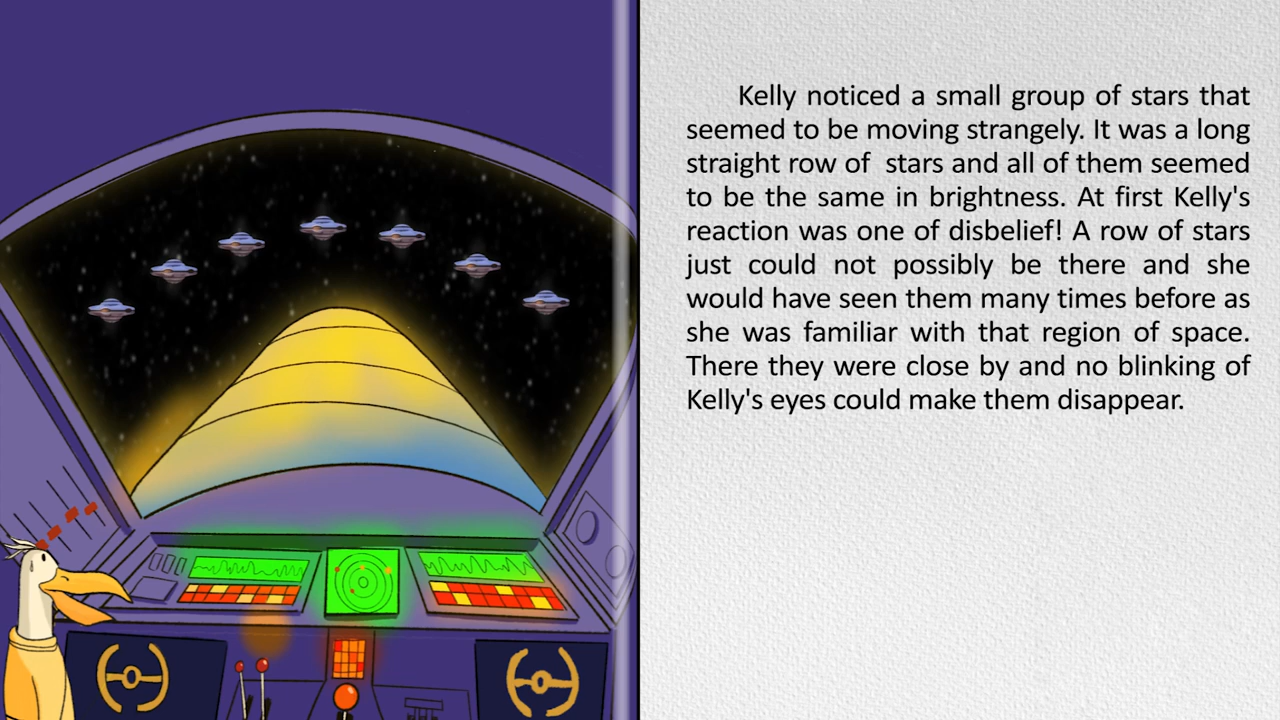 Kelly noticed a small group of stars that
seemed to be moving strangely. It was a long
straight row of  stars and all of them seemed
to be the same in brightness. At first Kelly's
reaction was one of disbelief! A row of stars
just could not possibly be there and she
would have seen them many times before as
she was familiar with that region of space.
There they were close by and no blinking of
Kelly's eyes could make them disappear.